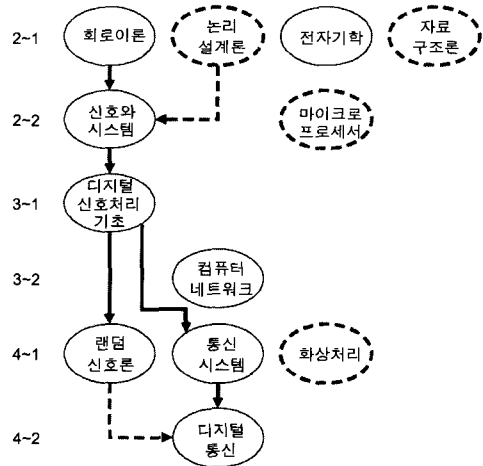 2~1
회로이론
논리
설계론
전자기학
자료
구조론
2~2
신호와
시스템
마이크로
프로세서
3~1
디지털
신호처리
기초
3~2
컴퓨터
네트워크
4~1
랜덤
신호론
통신
시스템
화상처리
4~2
디지털
통신